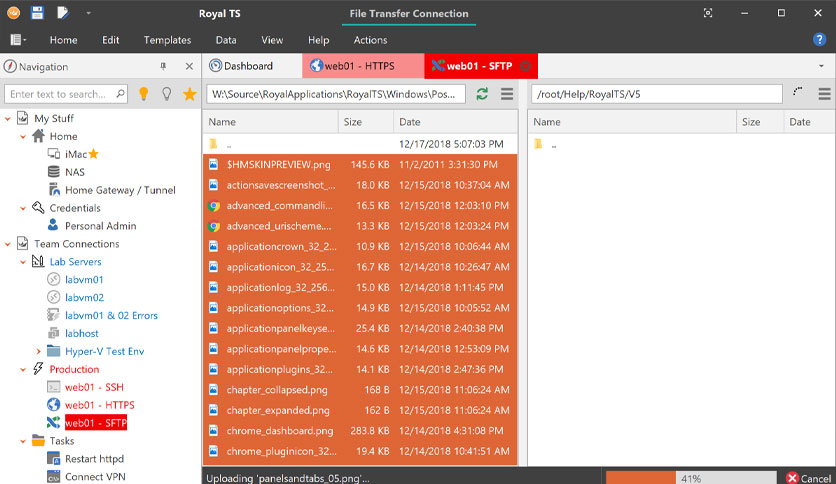 Royal TS File Transfer Connection
Home Edit Templates Data View Help Actions
Navigation
Enter text to search...
My Stuff
Home
iMac
NAS
Home Gateway / Tunnel
Credentials
Personal Admin
Team Connections
Lab Servers
labvm01
labvm02
labvm01 & 02 Errors
labhost
Hyper-V Test Env
Production
web01 - SSH
web01 - HTTPS
web01 - SFTP
Tasks
Restart httpd
Connect VPN
Dashboard web01 - HTTPS web01 - SFTP
W:\Source\RoyalApplications\RoyalTS\Windows\Pos...
Name Size Date
.. 12/17/2018 5:07:03 PM
$HMSKINPREVIEW.png 145.6 KB 11/2/2011 3:31:30 PM
actionsavescreenshot_... 18.0 KB 12/15/2018 10:37:04 AM
advanced_commandli... 16.5 KB 12/15/2018 12:03:10 PM
advanced_urischeme.... 13.3 KB 12/15/2018 12:03:24 PM
applicationcrown_32_2... 10.9 KB 12/15/2018 10:06:44 AM
applicationicon_32_25... 16.7 KB 12/14/2018 10:26:47 AM
applicationlog_32_256... 15.0 KB 12/14/2018 1:11:45 PM
applicationoptions_32... 14.9 KB 12/15/2018 10:05:52 AM
applicationpanelkeyse... 25.4 KB 12/14/2018 2:40:38 PM
applicationpanelprope... 14.6 KB 12/14/2018 12:53:09 PM
applicationplugins_32... 14.1 KB 12/14/2018 2:47:36 PM
chapter_collapsed.png 168 B 12/15/2018 11:06:24 AM
chapter_expanded.png 162 B 12/15/2018 11:06:24 AM
chrome_dashboard.png 283.8 KB 12/14/2018 4:31:08 PM
chrome_pluginicon_32... 19.4 KB 12/14/2018 10:41:51 AM
/root/Help/RoyalTS/V5
Name Size Date
..
Uploading 'panelsandtabs_05.png'... 41% Cancel